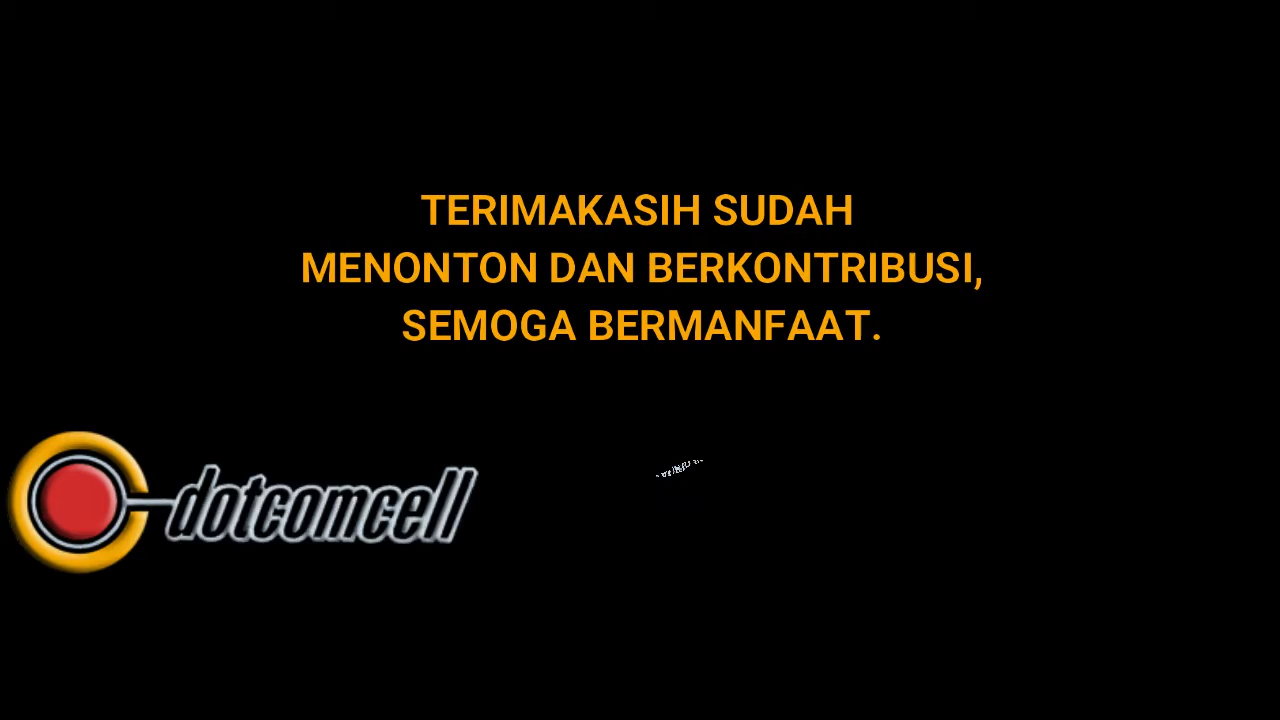 TERIMAKASIH SUDAH
MENONTON DAN BERKONTRIBUSI,
SEMOGA BERMANFAAT.
dotcomcell